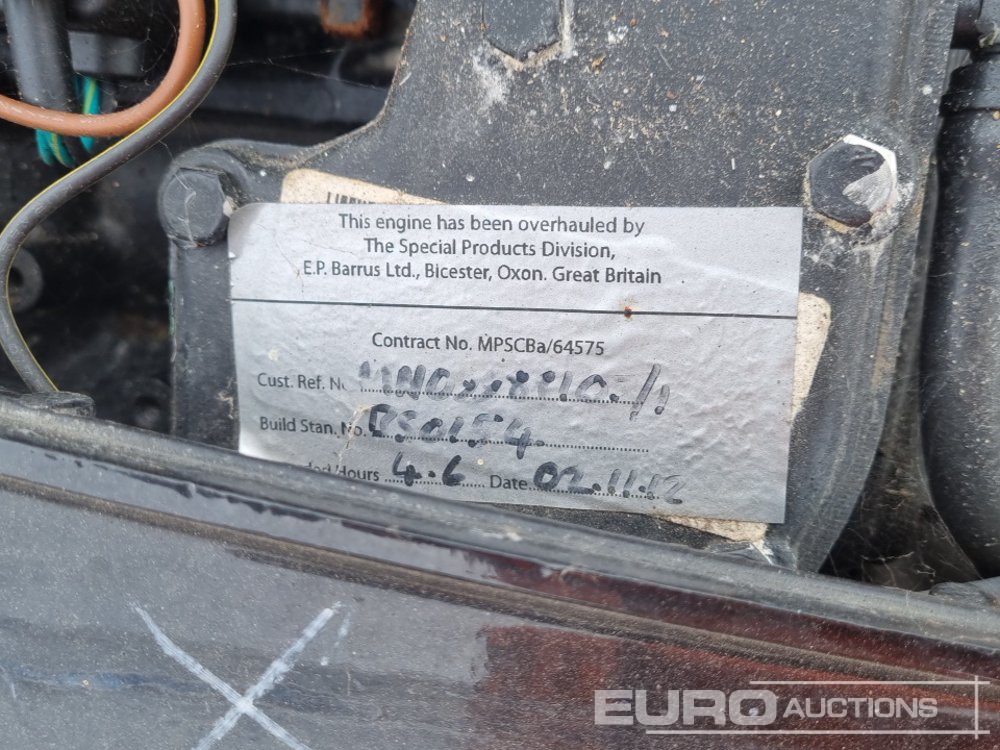 This engine has been overhauled by
The Special Products Division,
E.P. Barrus Ltd., Bicester, Oxon. Great Britain
Contract No. MPSCBa/64575
Cust. Ref. No
Build Stan. No.
Hours 4.6 Date 02.11.12
EURO AUCTIONS